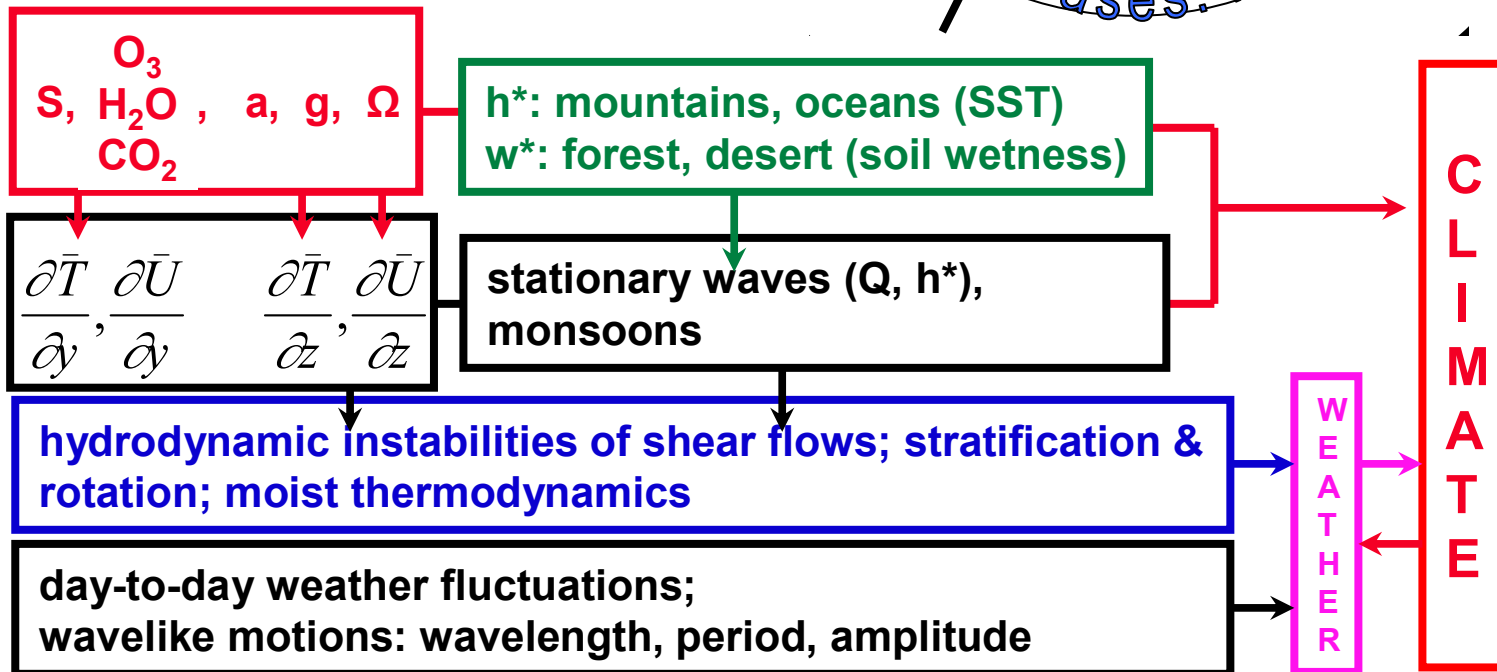 ases.
O₃
S, H₂O , a, g, Ω
CO₂
h*: mountains, oceans (SST)
w*: forest, desert (soil wetness)
∂T̄/∂y, ∂Ū/∂y ∂T̄/∂z, ∂Ū/∂z
stationary waves (Q, h*),
monsoons
hydrodynamic instabilities of shear flows; stratification &
rotation; moist thermodynamics
day-to-day weather fluctuations;
wavelike motions: wavelength, period, amplitude
WEATHER
CLIMATE